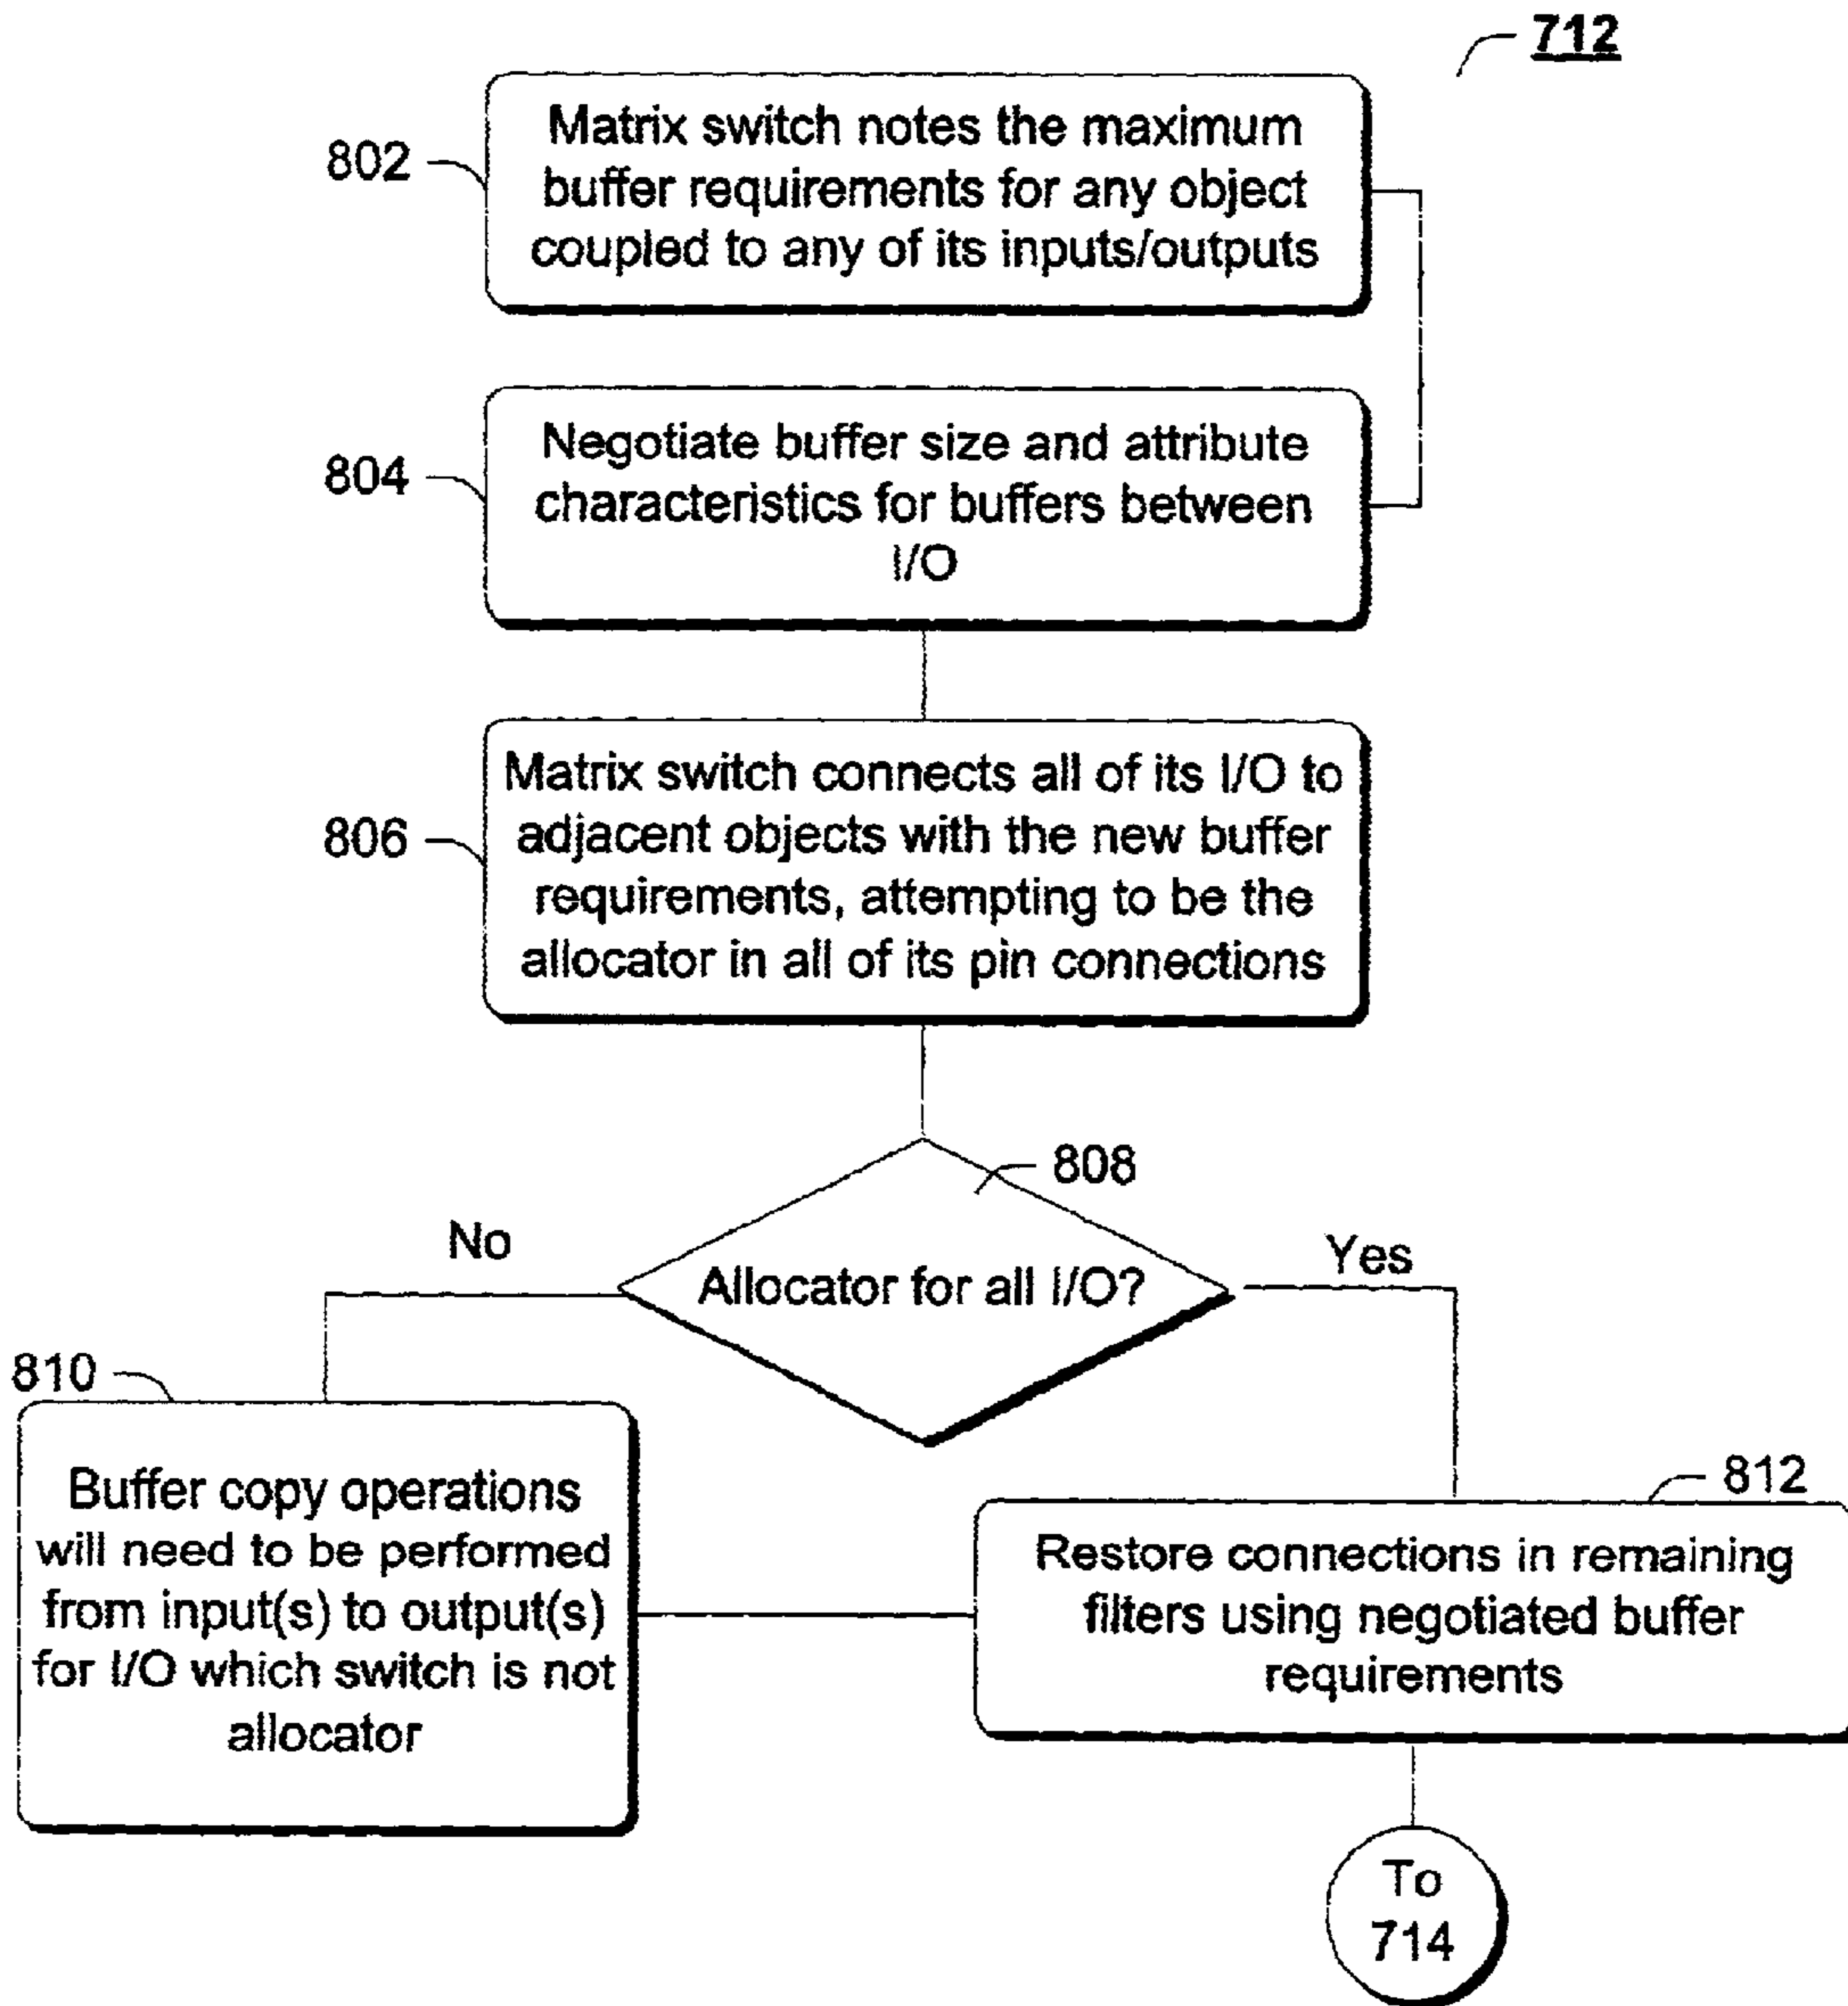 712
802
Matrix switch notes the maximum
buffer requirements for any object
coupled to any of its inputs/outputs
804
Negotiate buffer size and attribute
characteristics for buffers between
I/O
806
Matrix switch connects all of its I/O to
adjacent objects with the new buffer
requirements, attempting to be the
allocator in all of its pin connections
808
No
Allocator for all I/O?
Yes
810
Buffer copy operations
will need to be performed
from input(s) to output(s)
for I/O which switch is not
allocator
812
Restore connections in remaining
filters using negotiated buffer
requirements
To
714